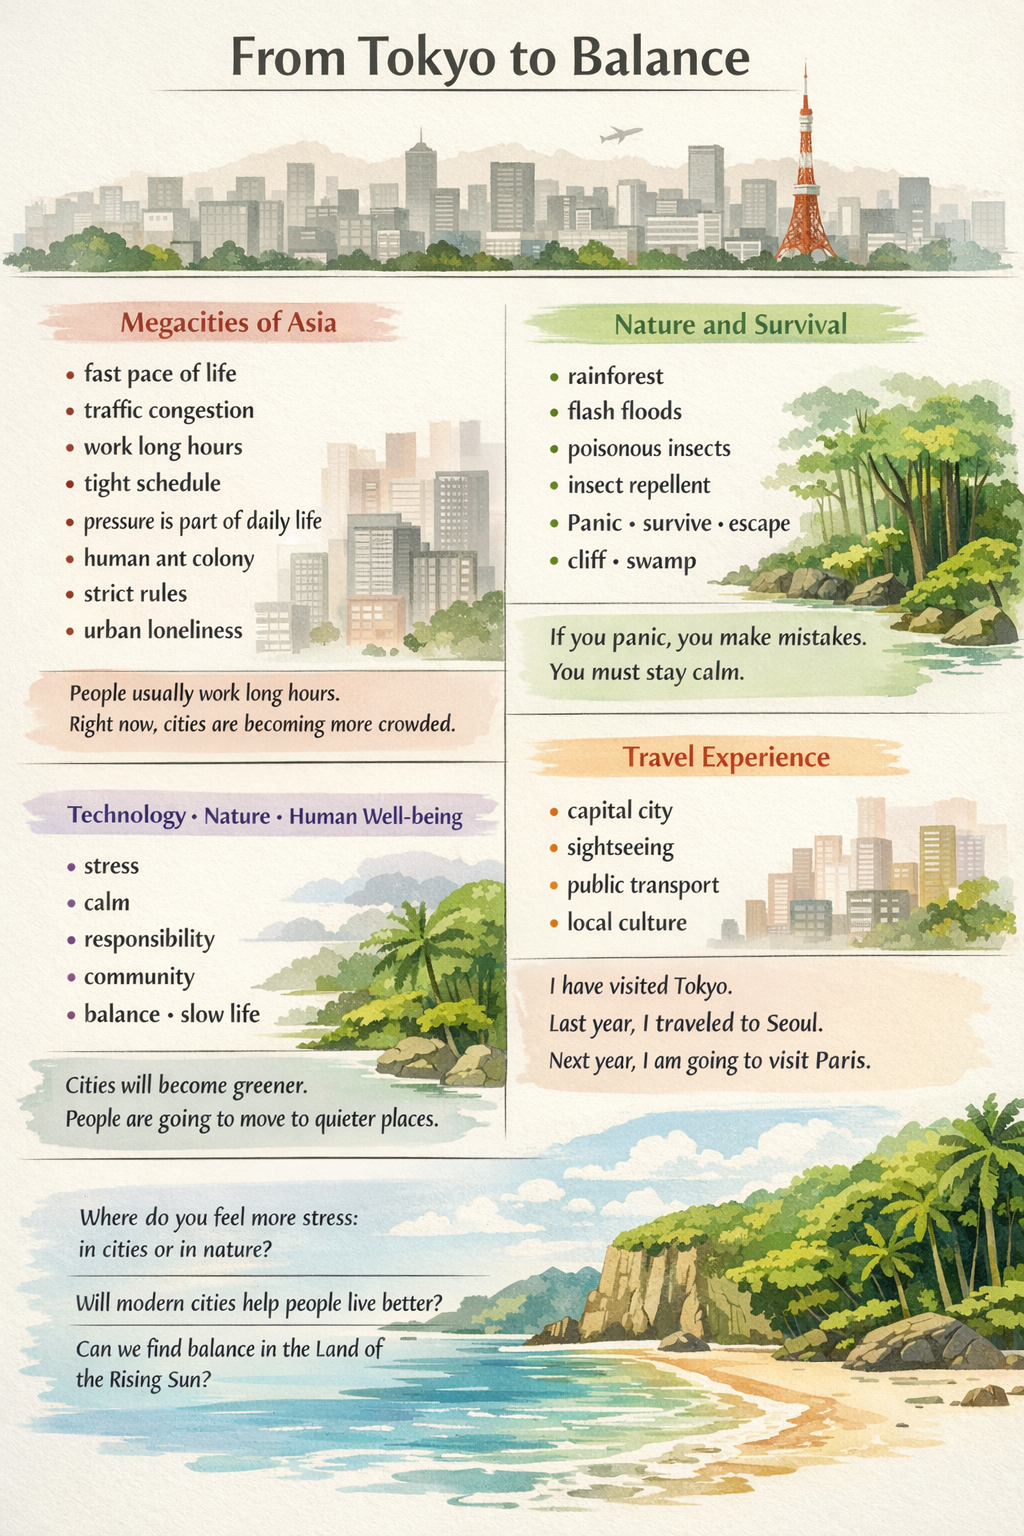 From Tokyo to Balance
Megacities of Asia
• fast pace of life
• traffic congestion
• work long hours
• tight schedule
• pressure is part of daily life
• human ant colony
• strict rules
• urban loneliness
People usually work long hours.
Right now, cities are becoming more crowded.
Nature and Survival
• rainforest
• flash floods
• poisonous insects
• insect repellent
• Panic • survive • escape
• cliff • swamp
If you panic, you make mistakes.
You must stay calm.
Technology • Nature • Human Well-being
• stress
• calm
• responsibility
• community
• balance • slow life
Cities will become greener.
People are going to move to quieter places.
Travel Experience
• capital city
• sightseeing
• public transport
• local culture
I have visited Tokyo.
Last year, I traveled to Seoul.
Next year, I am going to visit Paris.
Where do you feel more stress:
in cities or in nature?
Will modern cities help people live better?
Can we find balance in the Land of
the Rising Sun?